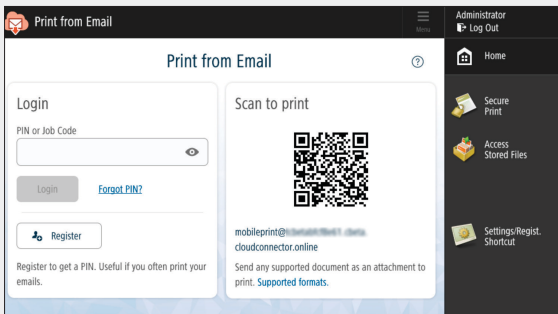 Print from Email
Menu
Administrator
Log Out
Home
Secure
Print
Access
Stored Files
Settings/Regist.
Shortcut
Print from Email
?
Login
PIN or Job Code
Login
Forgot PIN?
Register
Register to get a PIN. Useful if you often print your
emails.
Scan to print
mobileprint@
cloudconnector.online
Send any supported document as an attachment to
print. Supported formats.